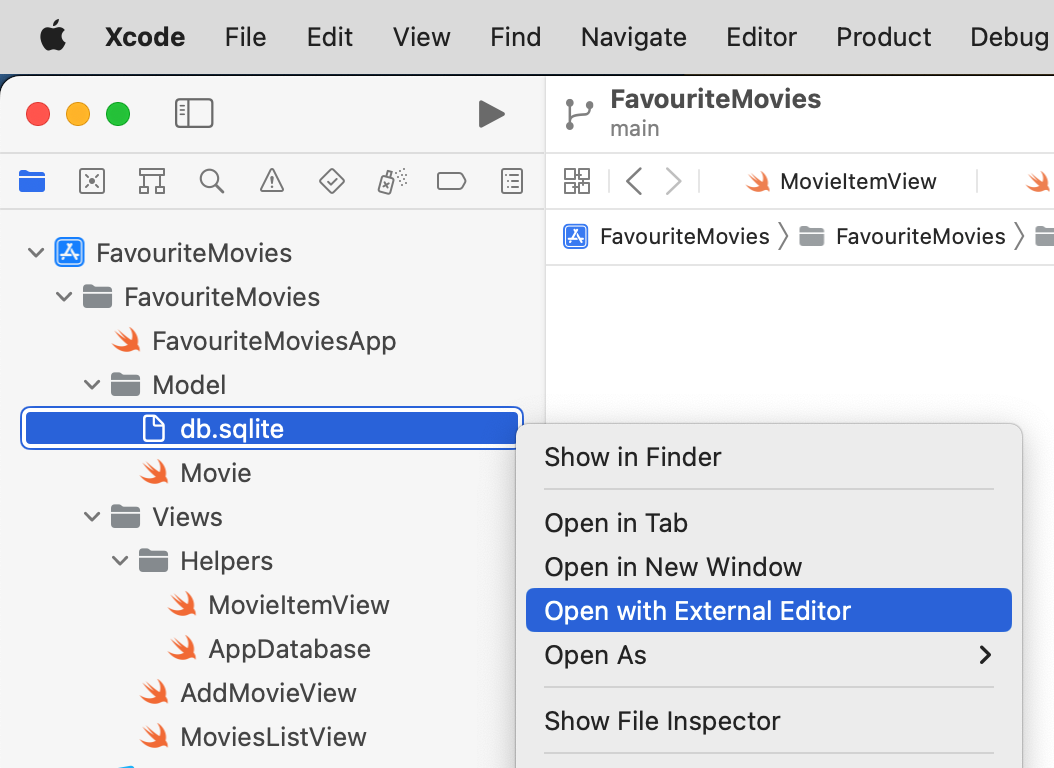 Xcode File Edit View Find Navigate Editor Product Debug
FavouriteMovies
main
MovieItemView
FavouriteMovies FavouriteMovies
FavouriteMovies
FavouriteMovies
FavouriteMoviesApp
Model
db.sqlite
Movie
Views
Helpers
MovieItemView
AppDatabase
AddMovieView
MoviesListView
Show in Finder
Open in Tab
Open in New Window
Open with External Editor
Open As
Show File Inspector